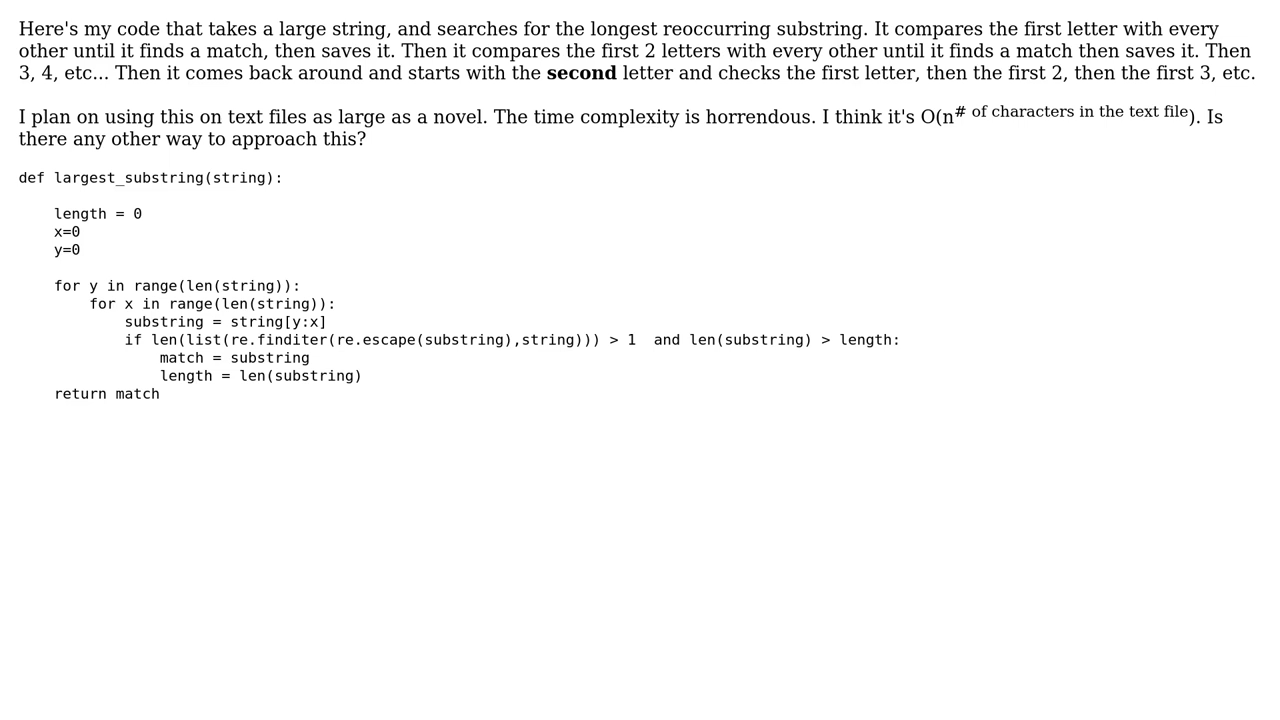 Here's my code that takes a large string, and searches for the longest reoccurring substring. It compares the first letter with every
other until it finds a match, then saves it. Then it compares the first 2 letters with every other until it finds a match then saves it. Then
3, 4, etc... Then it comes back around and starts with the second letter and checks the first letter, then the first 2, then the first 3, etc.
I plan on using this on text files as large as a novel. The time complexity is horrendous. I think it's O(n# of characters in the text file). Is
there any other way to approach this?
def largest_substring(string):
    length = 0
    x=0
    y=0
    for y in range(len(string)):
        for x in range(len(string)):
            substring = string[y:x]
            if len(list(re.finditer(re.escape(substring),string))) > 1  and len(substring) > length:
                match = substring
                length = len(substring)
    return match